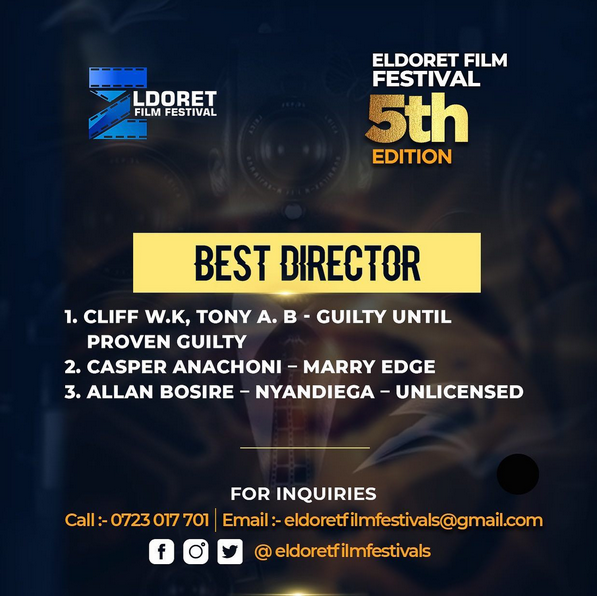 ELDORET
FILM FESTIVAL
ELDORET FILM
FESTIVAL
5th
EDITION
BEST DIRECTOR
1. CLIFF W.K, TONY A. B - GUILTY UNTIL
PROVEN GUILTY
2. CASPER ANACHONI – MARRY EDGE
3. ALLAN BOSIRE – NYANDIEGA – UNLICENSED
FOR INQUIRIES
Call :- 0723 017 701 | Email :- eldoretfilmfestivals@gmail.com
@ eldoretfilmfestivals